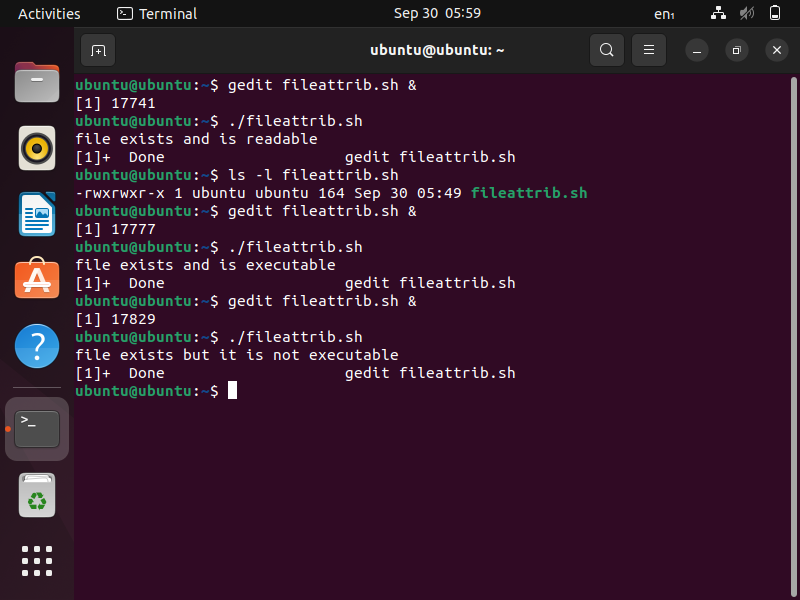 Activities Terminal Sep 30 05:59 en₁
ubuntu@ubuntu: ~
ubuntu@ubuntu:~$ gedit fileattrib.sh &
[1] 17741
ubuntu@ubuntu:~$ ./fileattrib.sh
file exists and is readable
[1]+  Done                    gedit fileattrib.sh
ubuntu@ubuntu:~$ ls -l fileattrib.sh
-rwxrwxr-x 1 ubuntu ubuntu 164 Sep 30 05:49 fileattrib.sh
ubuntu@ubuntu:~$ gedit fileattrib.sh &
[1] 17777
ubuntu@ubuntu:~$ ./fileattrib.sh
file exists and is executable
[1]+  Done                    gedit fileattrib.sh
ubuntu@ubuntu:~$ gedit fileattrib.sh &
[1] 17829
ubuntu@ubuntu:~$ ./fileattrib.sh
file exists but it is not executable
[1]+  Done                    gedit fileattrib.sh
ubuntu@ubuntu:~$